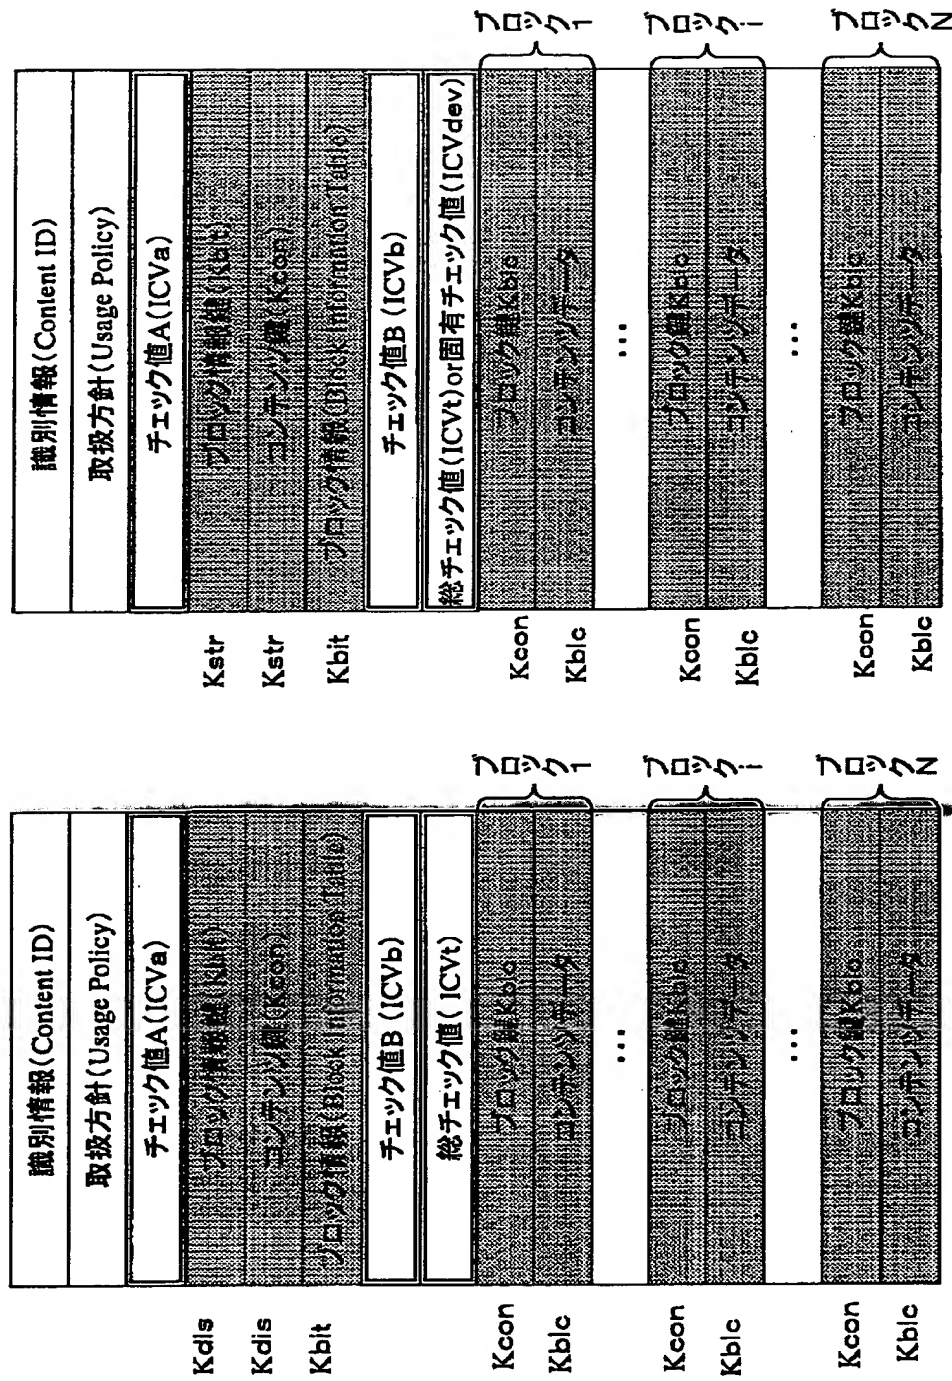 識別情報(Content ID)
取扱方針(Usage Policy)
チェック値A(ICVa)
Kdis ブロック情報鍵(Kbit)
Kdis コンテンツ鍵(Kcon)
Kbit ブロック情報(Block Information Table)
チェック値B (ICVb)
総チェック値( ICVt)
Kcon ブロック鍵Kblc
Kblc コンテンツデータ
ブロック1
...
Kcon ブロック鍵Kblc
Kblc コンテンツデータ
ブロックi
...
Kcon ブロック鍵Kblc
Kblc コンテンツデータ
ブロックN
識別情報(Content ID)
取扱方針(Usage Policy)
チェック値A(ICVa)
Kstr ブロック情報鍵(Kbit)
Kstr コンテンツ鍵(Kcon)
Kbit ブロック情報(Block Information Table)
チェック値B (ICVb)
総チェック値(ICVt)or固有チェック値(ICVdev)
Kcon ブロック鍵Kblc
Kblc コンテンツデータ
ブロック1
...
Kcon ブロック鍵Kblc
Kblc コンテンツデータ
ブロックi
...
Kcon ブロック鍵Kblc
Kblc コンテンツデータ
ブロックN